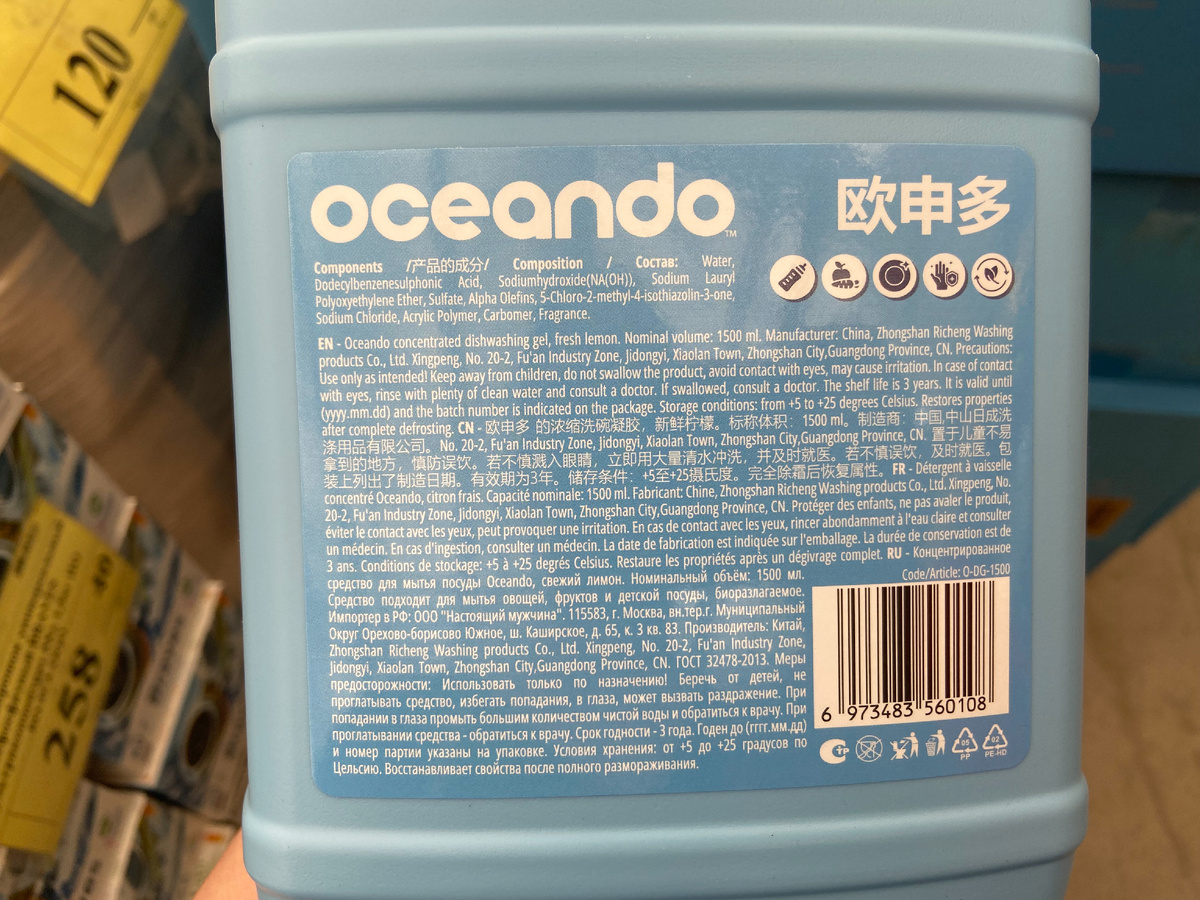 120
oceando™
欧申多
Components /产品的成分/ Composition / Состав: Water,
Dodecylbenzenesulphonic Acid, Sodiumhydroxide(NA(OH)), Sodium Lauryl
Polyoxyethylene Ether, Sulfate, Alpha Olefins, 5-Chloro-2-methyl-4-isothiazolin-3-one,
Sodium Chloride, Acrylic Polymer, Carbomer, Fragrance.
EN - Oceando concentrated dishwashing gel, fresh lemon. Nominal volume: 1500 ml. Manufacturer: China, Zhongshan Richeng Washing
products Co., Ltd. Xingpeng, No. 20-2, Fu'an Industry Zone, Jidongyi, Xiaolan Town, Zhongshan City,Guangdong Province, CN. Precautions:
Use only as intended! Keep away from children, do not swallow the product, avoid contact with eyes, may cause irritation. In case of contact
with eyes, rinse with plenty of clean water and consult a doctor. If swallowed, consult a doctor. The shelf life is 3 years. It is valid until
(yyyy.mm.dd) and the batch number is indicated on the package. Storage conditions: from +5 to +25 degrees Celsius. Restores properties
after complete defrosting. CN - 欧申多 的浓缩洗碗凝胶，新鲜柠檬。标称体积：1500 ml。制造商：中国,中山日成洗
涤用品有限公司。No. 20-2, Fu'an Industry Zone, Jidongyi, Xiaolan Town, Zhongshan City,Guangdong Province, CN. 置于儿童不易
拿到的地方，慎防误饮。若不慎溅入眼睛，立即用大量清水冲洗，并及时就医。若不慎误饮，及时就医。包
装上列出了制造日期。有效期为3年。储存条件：+5至+25摄氏度。完全除霜后恢复属性。FR - Détergent à vaisselle
concentré Oceando, citron frais. Capacité nominale: 1500 ml. Fabricant: Chine, Zhongshan Richeng Washing products Co., Ltd. Xingpeng, No.
20-2, Fu'an Industry Zone, Jidongyi, Xiaolan Town, Zhongshan City,Guangdong Province, CN. Protéger des enfants, ne pas avaler le produit,
éviter le contact avec les yeux, peut provoquer une irritation. En cas de contact avec les yeux, rincer abondamment à l'eau claire et consulter
un médecin. En cas d'ingestion, consulter un médecin. La date de fabrication est indiquée sur l'emballage. La durée de conservation est de
3 ans. Conditions de stockage: +5 à +25 degrés Celsius. Restaure les propriétés après un dégivrage complet. RU - Концентрированное
средство для мытья посуды Oceando, свежий лимон. Номинальный объём: 1500 мл.
Средство подходит для мытья овощей, фруктов и детской посуды, биоразлагаемое.
Импортер в РФ: ООО "Настоящий мужчина". 115583, г. Москва, вн.тер.г. Муниципальный
Округ Орехово-борисово Южное, ш. Каширское, д. 65, к. 3 кв. 83. Производитель: Китай,
Zhongshan Richeng Washing products Co., Ltd. Xingpeng, No. 20-2, Fu'an Industry Zone,
Jidongyi, Xiaolan Town, Zhongshan City,Guangdong Province, CN. ГОСТ 32478-2013. Меры
предосторожности: Использовать только по назначению! Беречь от детей, не
проглатывать средство, избегать попадания, в глаза, может вызвать раздражение. При
попадании в глаза промыть большим количеством чистой воды и обратиться к врачу. При
проглатывании средства - обратиться к врачу. Срок годности - 3 года. Годен до (гггг.мм.дд)
и номер партии указаны на упаковке. Условия хранения: от +5 до +25 градусов по
Цельсию. Восстанавливает свойства после полного размораживания.
Code/Article: O-DG-1500
6 973483 560108
05
PP
02
PE-HD
258
40